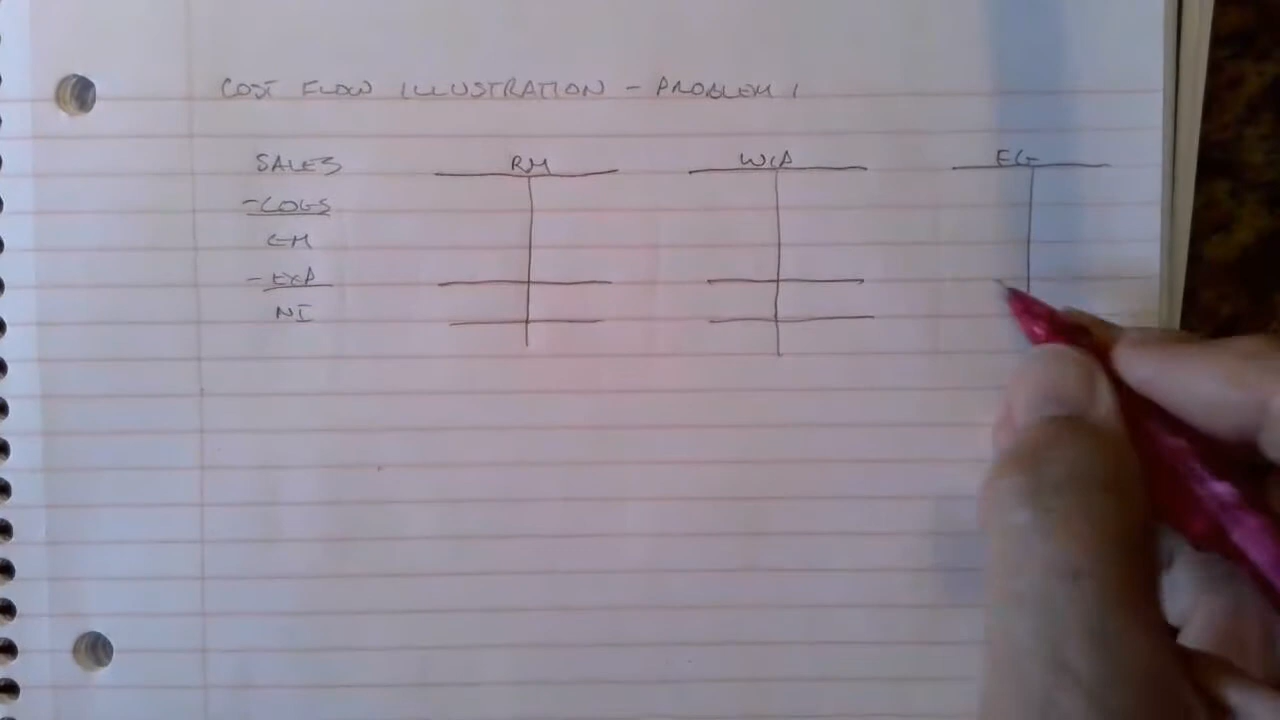 COST FLOW ILLUSTRATION - PROBLEM 1
SALES RM WIP FG
- COGS
GM
- EXP
NI